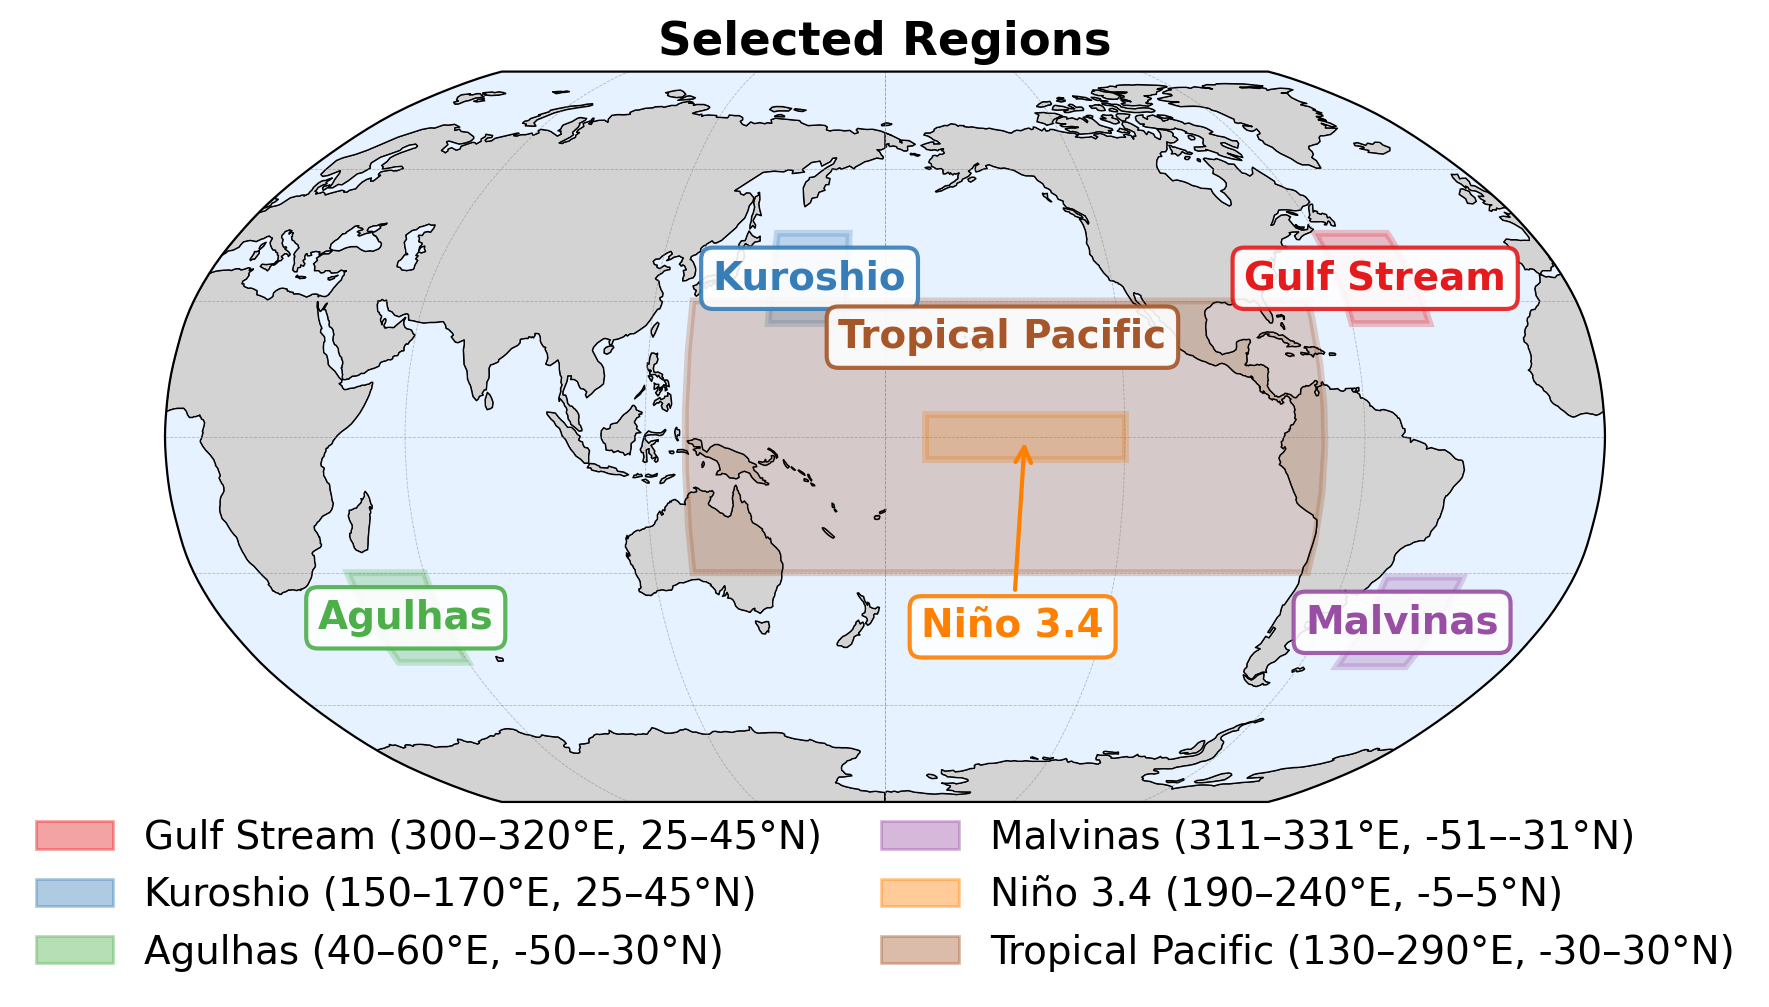 Selected Regions
Kuroshio
Gulf Stream
Tropical Pacific
Agulhas
Niño 3.4
Malvinas
Gulf Stream (300–320°E, 25–45°N)
Kuroshio (150–170°E, 25–45°N)
Agulhas (40–60°E, -50–-30°N)
Malvinas (311–331°E, -51–-31°N)
Niño 3.4 (190–240°E, -5–5°N)
Tropical Pacific (130–290°E, -30–30°N)